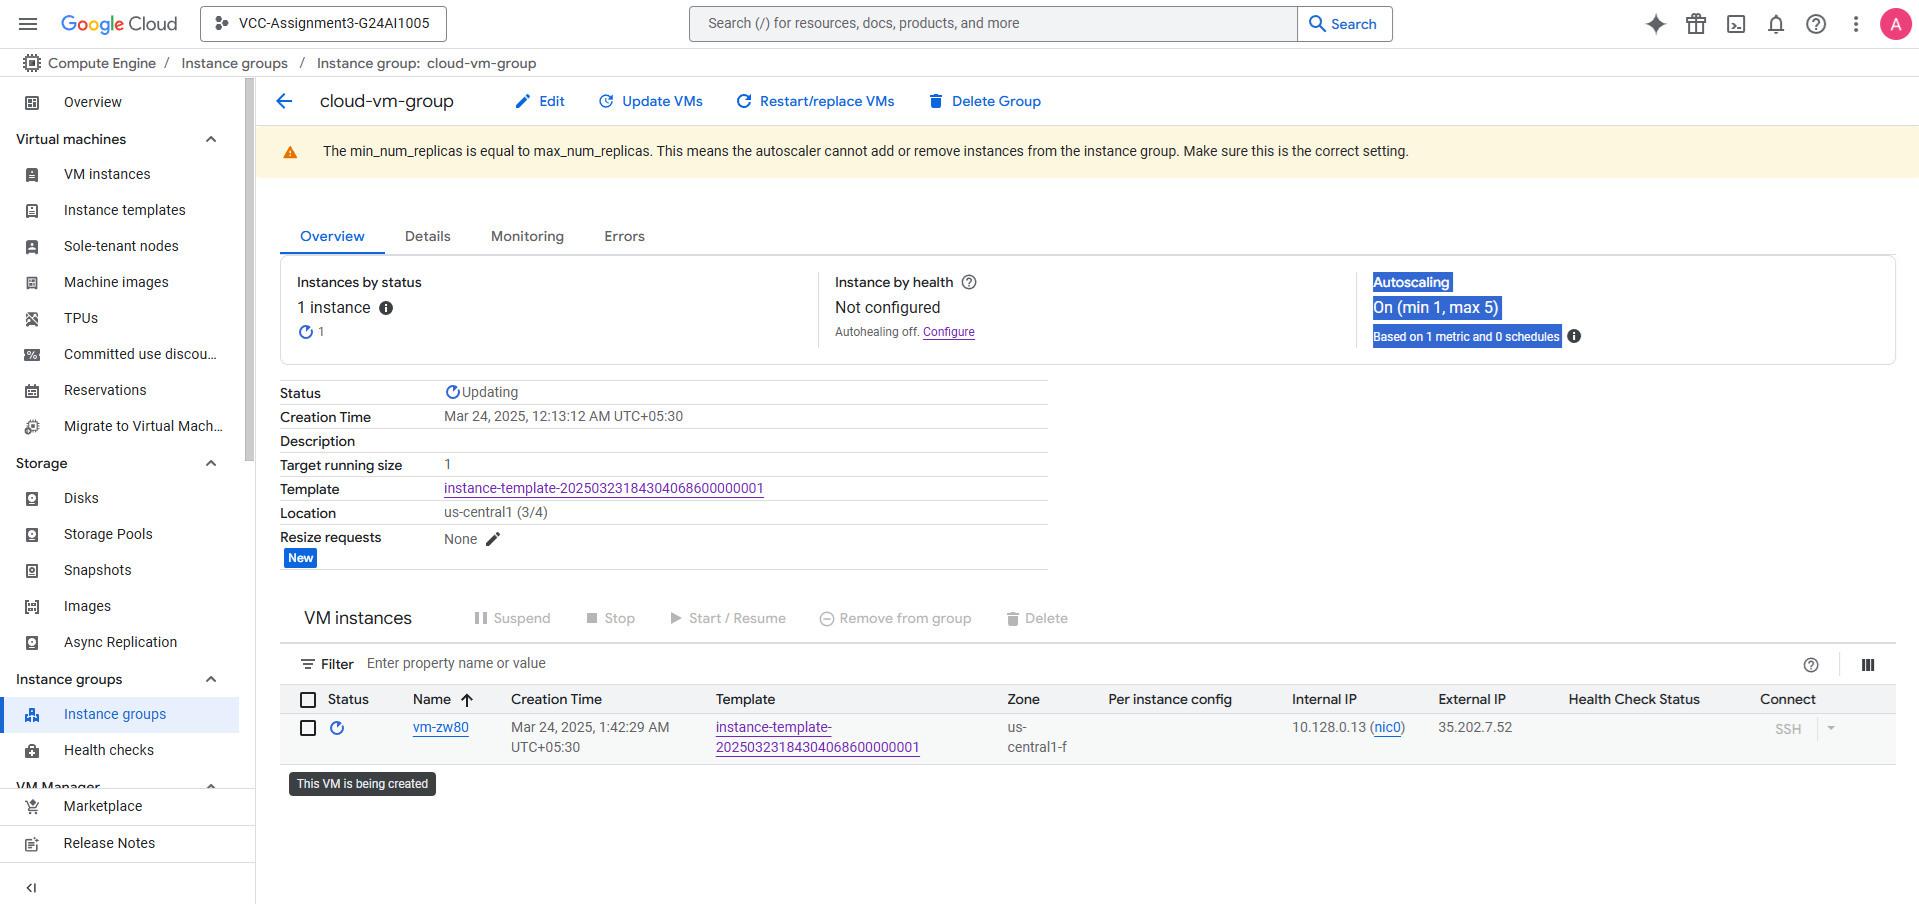 Google Cloud
VCC-Assignment3-G24AI1005
Search (/) for resources, docs, products, and more
Search
A
Compute Engine / Instance groups / Instance group: cloud-vm-group
Overview
Virtual machines
VM instances
Instance templates
Sole-tenant nodes
Machine images
TPUs
Committed use discou...
Reservations
Migrate to Virtual Mach...
Storage
Disks
Storage Pools
Snapshots
Images
Async Replication
Instance groups
Instance groups
Health checks
VM Manager
Marketplace
Release Notes
cloud-vm-group
Edit
Update VMs
Restart/replace VMs
Delete Group
The min_num_replicas is equal to max_num_replicas. This means the autoscaler cannot add or remove instances from the instance group. Make sure this is the correct setting.
Overview
Details
Monitoring
Errors
Instances by status
1 instance
1
Instance by health
Not configured
Autohealing off. Configure
Autoscaling
On (min 1, max 5)
Based on 1 metric and 0 schedules
Status Updating
Creation Time Mar 24, 2025, 12:13:12 AM UTC+05:30
Description
Target running size 1
Template instance-template-20250323184304068600000001
Location us-central1 (3/4)
Resize requests None
New
VM instances
Suspend
Stop
Start / Resume
Remove from group
Delete
Filter Enter property name or value
Status Name Creation Time Template Zone Per instance config Internal IP External IP Health Check Status Connect
vm-zw80 Mar 24, 2025, 1:42:29 AM instance-template- us- 10.128.0.13 (nic0) 35.202.7.52 SSH
UTC+05:30 20250323184304068600000001 central1-f
This VM is being created